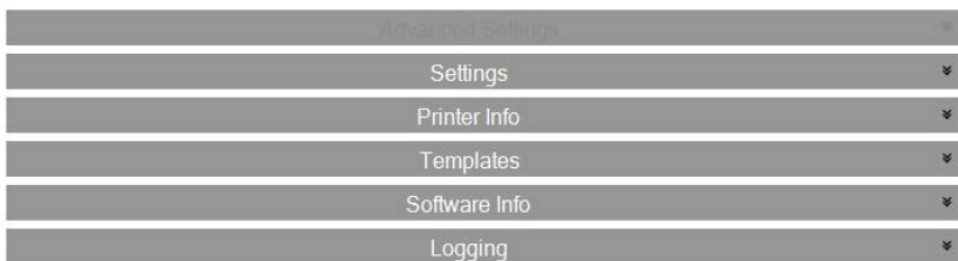 Advanced Settings
Settings
Printer Info
Templates
Software Info
Logging